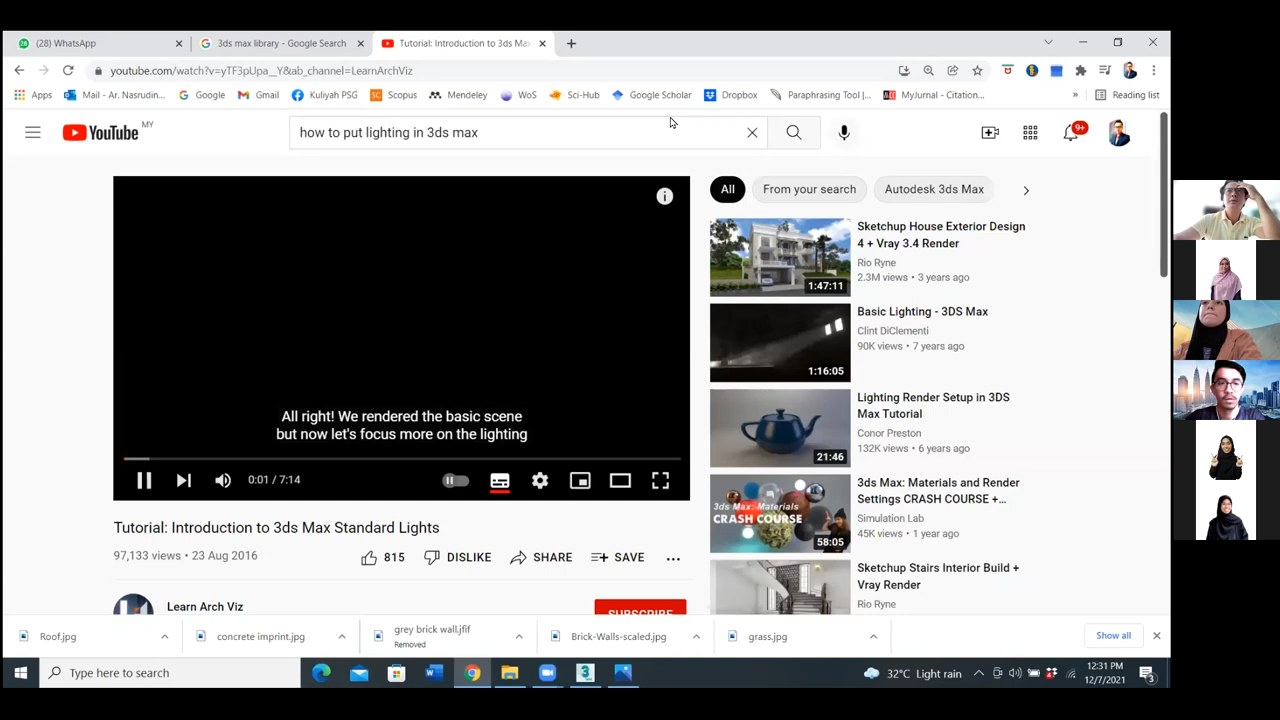 (28) WhatsApp
3ds max library - Google Search
Tutorial: Introduction to 3ds Ma
youtube.com/watch?v=yTF3pUpa__Y&ab_channel=LearnArchViz
Apps
Mail - Ar. Nasrudin...
Google
Gmail
Kuliyah PSG
Scopus
Mendeley
WoS
Sci-Hub
Google Scholar
Dropbox
Paraphrasing Tool |...
MyJurnal - Citation...
»
Reading list
YouTube MY
how to put lighting in 3ds max
9+
All
From your search
Autodesk 3ds Max
All right! We rendered the basic scene
but now let's focus more on the lighting
0:01 / 7:14
Tutorial: Introduction to 3ds Max Standard Lights
97,133 views • 23 Aug 2016
815
DISLIKE
SHARE
SAVE
Learn Arch Viz
SUBSCRIBE
1:47:11
Sketchup House Exterior Design
4 + Vray 3.4 Render
Rio Ryne
2.3M views • 3 years ago
1:16:05
Basic Lighting - 3DS Max
Clint DiClementi
90K views • 7 years ago
21:46
Lighting Render Setup in 3DS
Max Tutorial
Conor Preston
132K views • 6 years ago
3ds Max: Materials
CRASH COURSE
58:05
3ds Max: Materials and Render
Settings CRASH COURSE +...
Simulation Lab
45K views • 1 year ago
Sketchup Stairs Interior Build +
Vray Render
Rio Ryne
Roof.jpg
concrete imprint.jpg
grey brick wall.jfif
Removed
Brick-Walls-scaled.jpg
grass.jpg
Show all
Type here to search
32°C Light rain
12:31 PM
12/7/2021
3